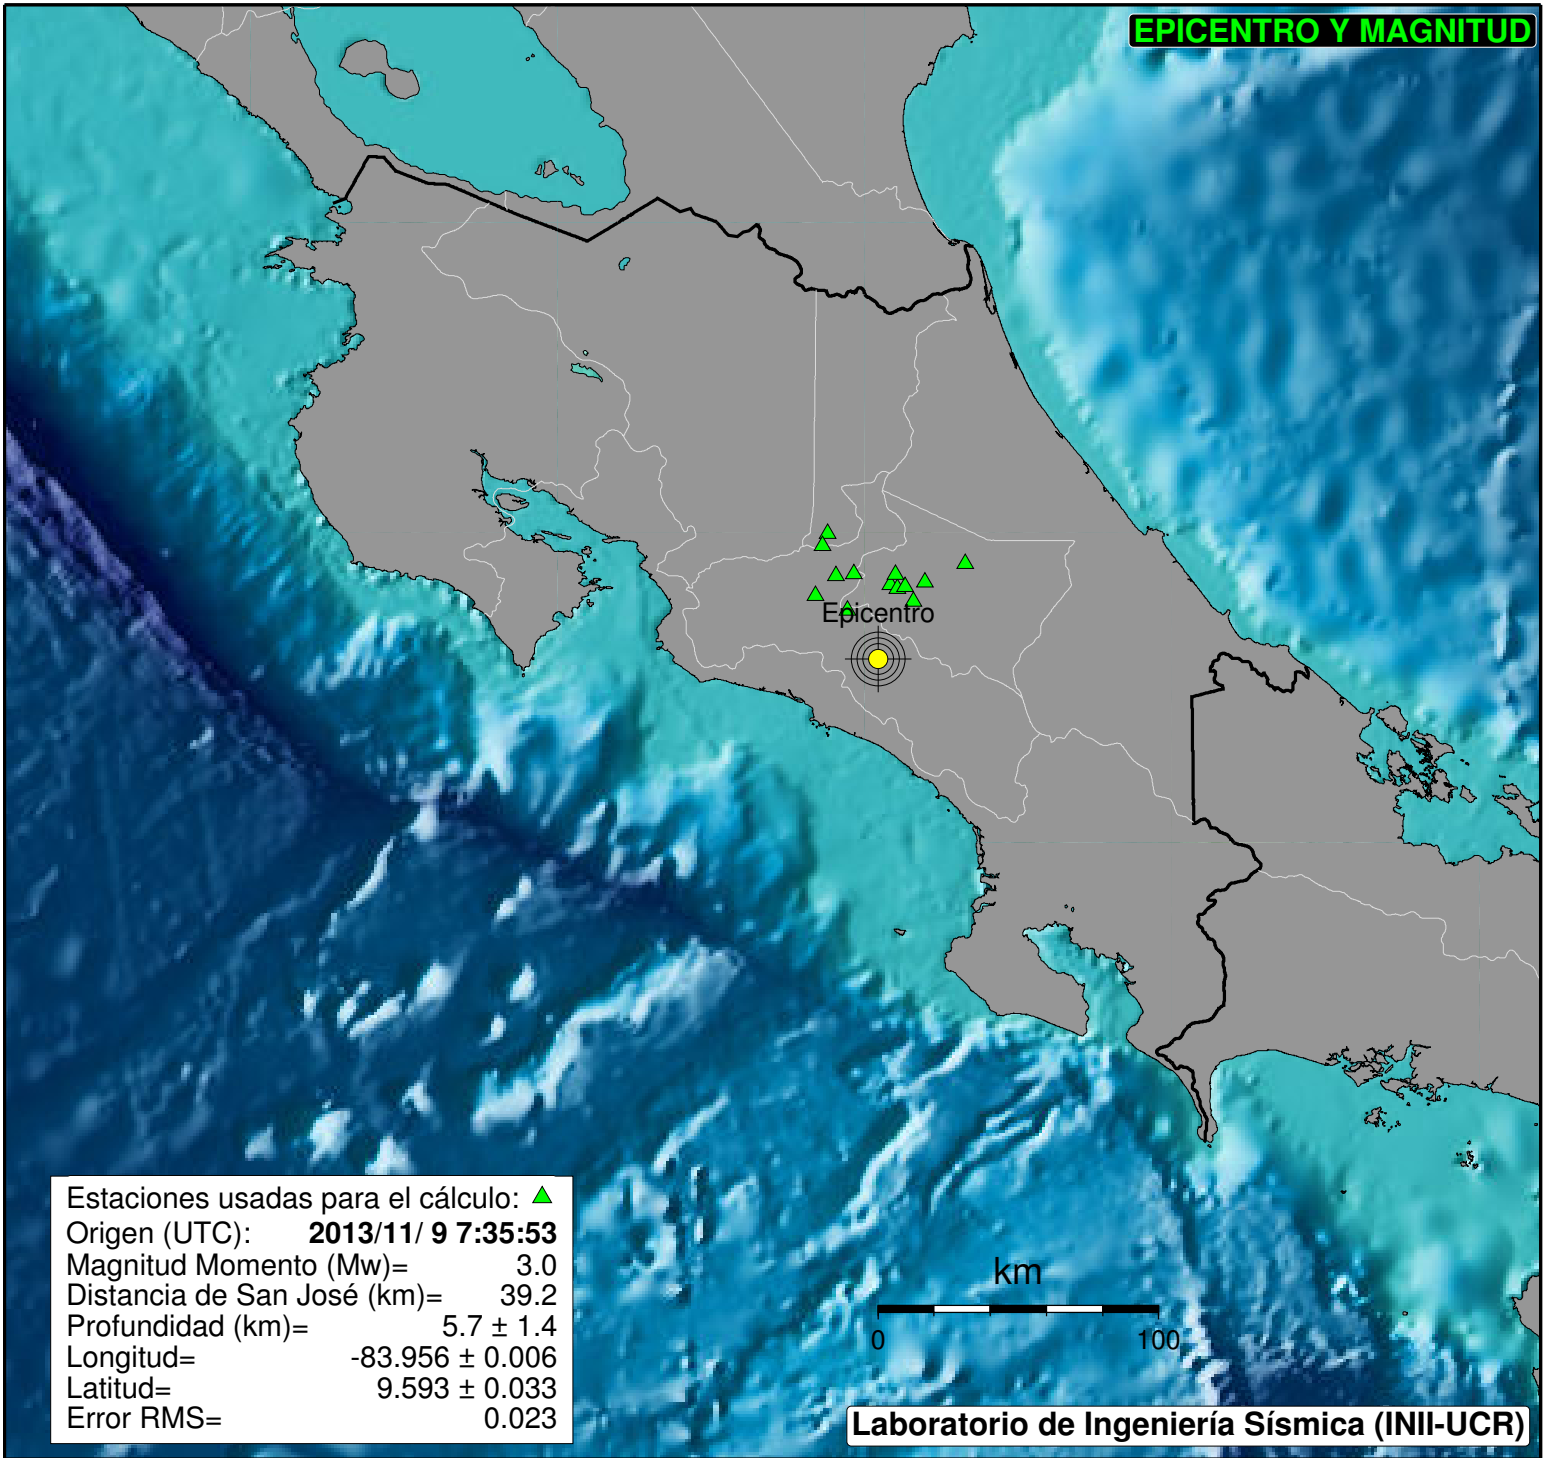 EPICENTRO Y MAGNITUD
Epicentro
Estaciones usadas para el cálculo:
Origen (UTC): 2013/11/ 9 7:35:53
Magnitud Momento (Mw)= 3.0
Distancia de San José (km)= 39.2
Profundidad (km)= 5.7 ± 1.4
Longitud= -83.956 ± 0.006
Latitud= 9.593 ± 0.033
Error RMS= 0.023
km
0 100
Laboratorio de Ingeniería Sísmica (INII-UCR)